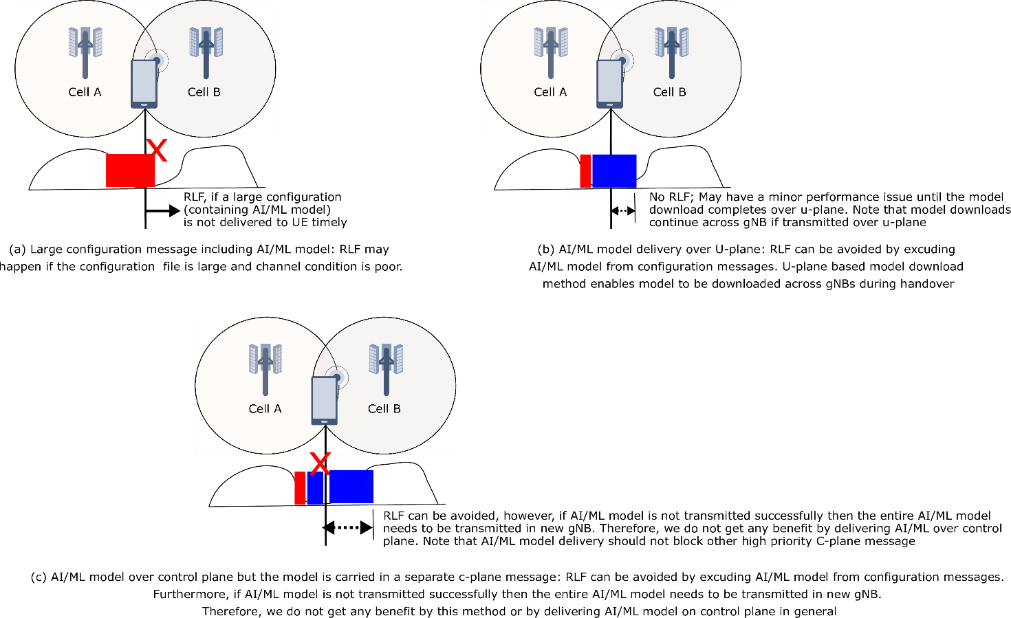 Cell A
Cell B
RLF, if a large configuration
(containing AI/ML model)
is not delivered to UE timely
(a) Large configuration message including AI/ML model: RLF may
happen if the configuration file is large and channel condition is poor.
Cell A
Cell B
No RLF; May have a minor performance issue until the model
download completes over u-plane. Note that model downloads
continue across gNB if transmitted over u-plane
(b) AI/ML model delivery over U-plane: RLF can be avoided by excuding
AI/ML model from configuration messages. U-plane based model download
method enables model to be downloaded across gNBs during handover
Cell A
Cell B
RLF can be avoided, however, if AI/ML model is not transmitted successfully then the entire AI/ML model
needs to be transmitted in new gNB. Therefore, we do not get any benefit by delivering AI/ML over control
plane. Note that AI/ML model delivery should not block other high priority C-plane message
(c) AI/ML model over control plane but the model is carried in a separate c-plane message: RLF can be avoided by excuding AI/ML model from configuration messages.
Furthermore, if AI/ML model is not transmitted successfully then the entire AI/ML model needs to be transmitted in new gNB.
Therefore, we do not get any benefit by this method or by delivering AI/ML model on control plane in general